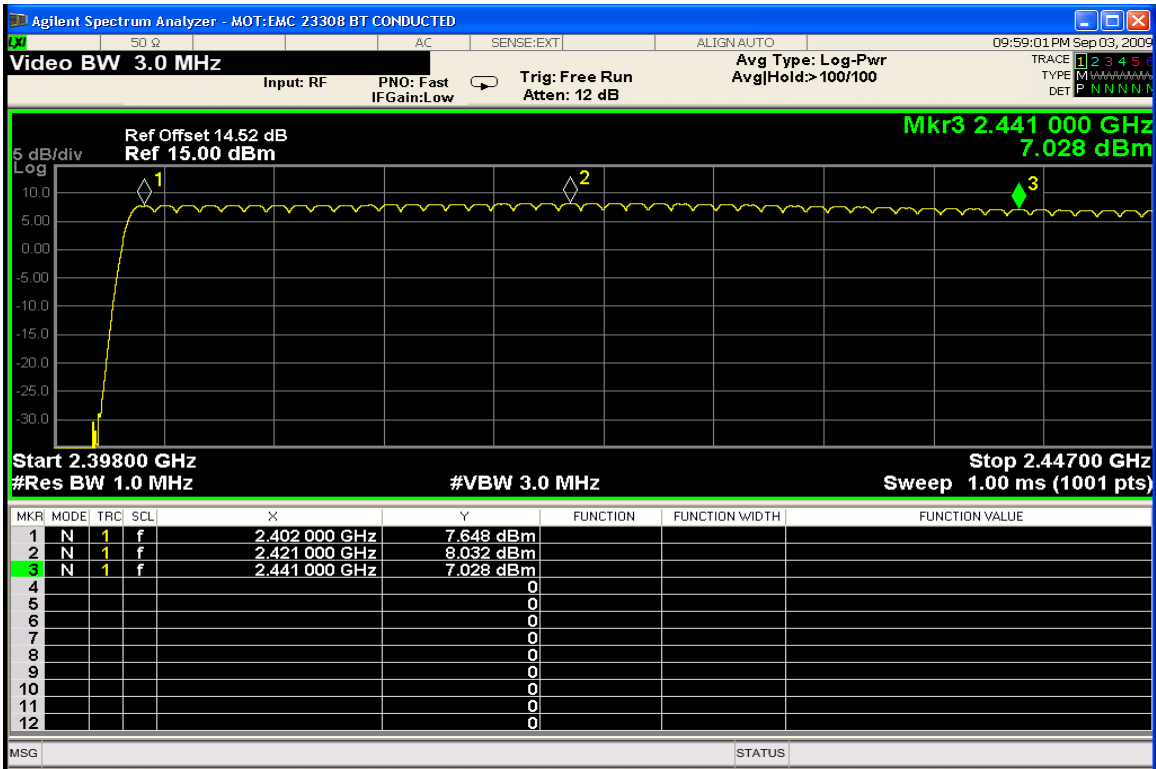 Agilent Spectrum Analyzer - MOT:EMC 23308 BT CONDUCTED
LXI 50 Ω AC SENSE:EXT ALIGNAUTO 09:59:01 PM Sep 03, 2009
Video BW 3.0 MHz
Input: RF
PNO: Fast
IFGain:Low
Trig: Free Run
Atten: 12 dB
Avg Type: Log-Pwr
Avg|Hold:>100/100
TRACE 1 2 3 4 5 6
TYPE M
DET P N N N N N
Mkr3 2.441 000 GHz
7.028 dBm
Ref Offset 14.52 dB
5 dB/div Ref 15.00 dBm
Log
1
2
3
10.0
5.00
0.00
-5.00
-10.0
-15.0
-20.0
-25.0
-30.0
Start 2.39800 GHz Stop 2.44700 GHz
#Res BW 1.0 MHz #VBW 3.0 MHz Sweep 1.00 ms (1001 pts)
MKR MODE TRC SCL X Y FUNCTION FUNCTION WIDTH FUNCTION VALUE
1 N 1 f 2.402 000 GHz 7.648 dBm
2 N 1 f 2.421 000 GHz 8.032 dBm
3 N 1 f 2.441 000 GHz 7.028 dBm
4 0
5 0
6 0
7 0
8 0
9 0
10 0
11 0
12 0
MSG STATUS